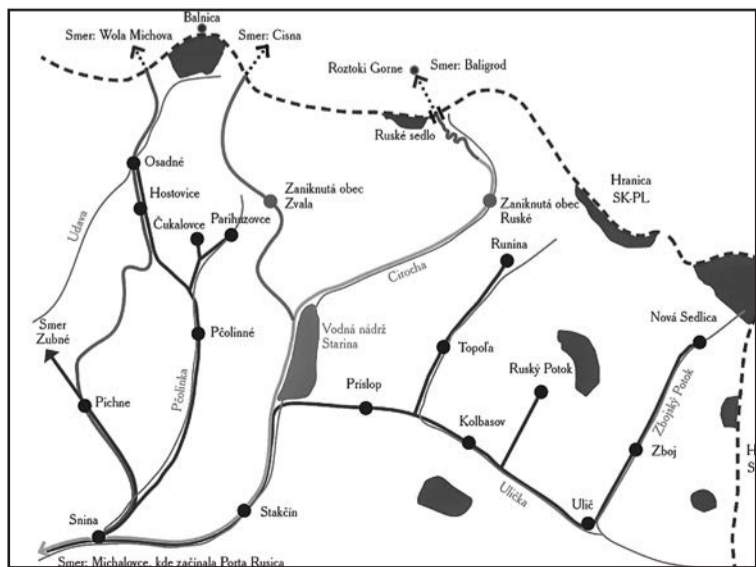 Balnica
Smer: Wola Michova
Smer: Cisna
Roztoki Gorne
Smer: Baligrod
Ruské sedlo
Osadné
Hostovice
Čukalovce
Parihuzovce
Zaniknutá obec
Zvala
Zaniknutá obec
Ruské
Hranica
SK-PL
Udava
Runina
Cirocha
Smer
Zubné
Pčolinné
Vodná nádrž
Starina
Nová Sedlica
Topoľa
Ruský Potok
Príslop
Pčolinka
Pichne
Kolbasov
Zbojský Potok
Zboj
Ulička
Ulič
Stakčín
Snina
H
S
Smer: Michalovce, kde začínala Porta Rusica